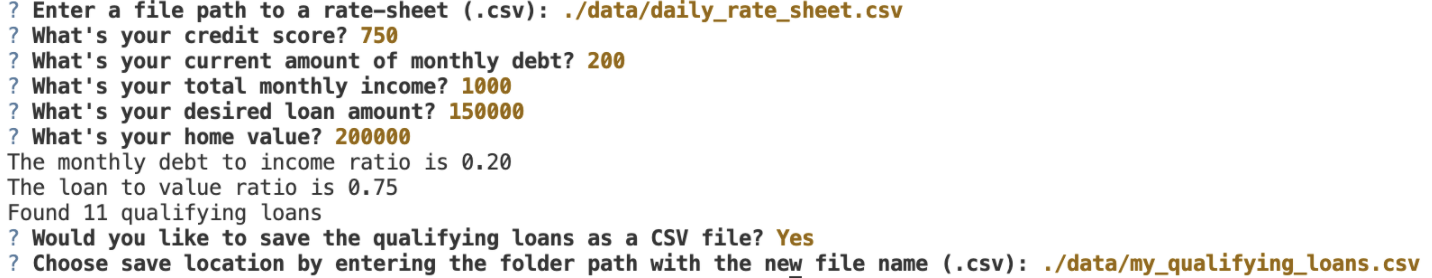 ? Enter a file path to a rate-sheet (.csv): ./data/daily_rate_sheet.csv
? What's your credit score? 750
? What's your current amount of monthly debt? 200
? What's your total monthly income? 1000
? What's your desired loan amount? 150000
? What's your home value? 200000
The monthly debt to income ratio is 0.20
The loan to value ratio is 0.75
Found 11 qualifying loans
? Would you like to save the qualifying loans as a CSV file? Yes
? Choose save location by entering the folder path with the new file name (.csv): ./data/my_qualifying_loans.csv